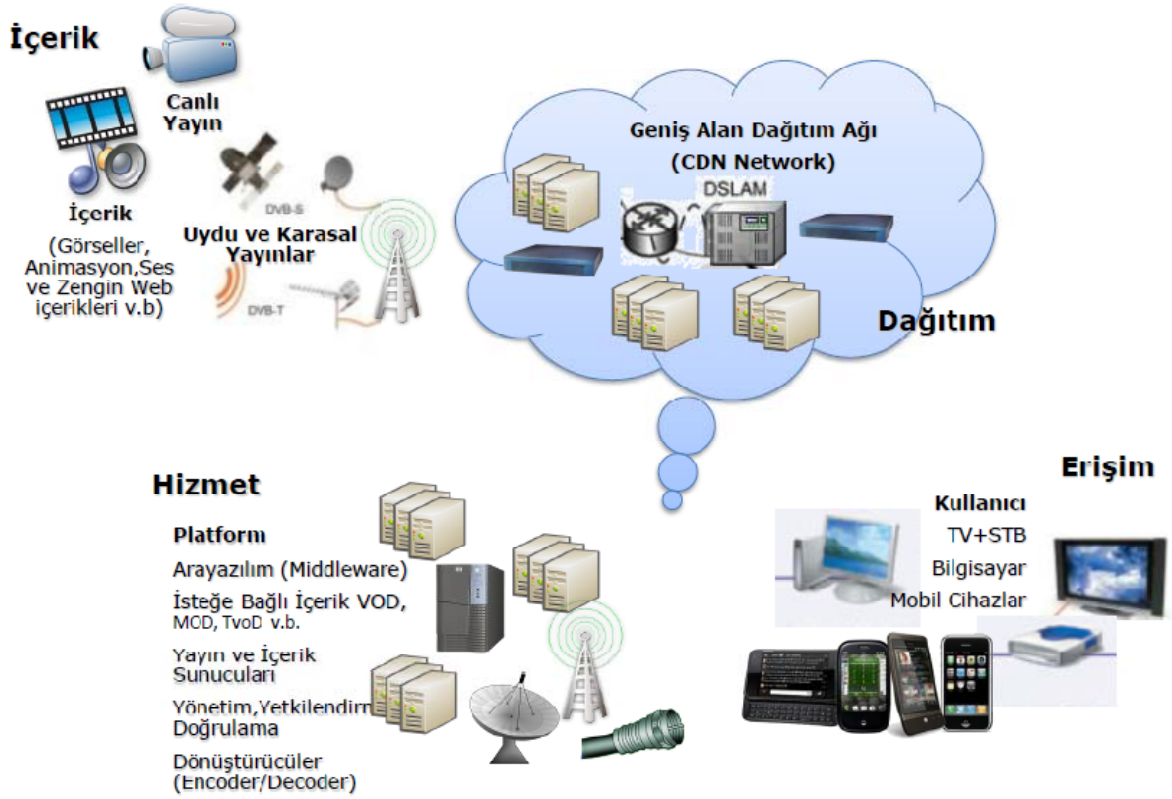 İçerik
Canlı
Yayın
İçerik
(Görseller,
Animasyon,Ses
ve Zengin Web
içerikleri v.b)
DVB-S
Uydu ve Karasal
Yayınlar
DVB-T
Geniş Alan Dağıtım Ağı
(CDN Network)
DSLAM
Dağıtım
Hizmet
Platform
Arayazılım (Middleware)
İsteğe Bağlı İçerik VOD,
MOD, TvoD v.b.
Yayın ve İçerik
Sunucuları
Yönetim,Yetkilendirm
Doğrulama
Dönüştürücüler
(Encoder/Decoder)
Erişim
Kullanıcı
TV+STB
Bilgisayar
Mobil Cihazlar